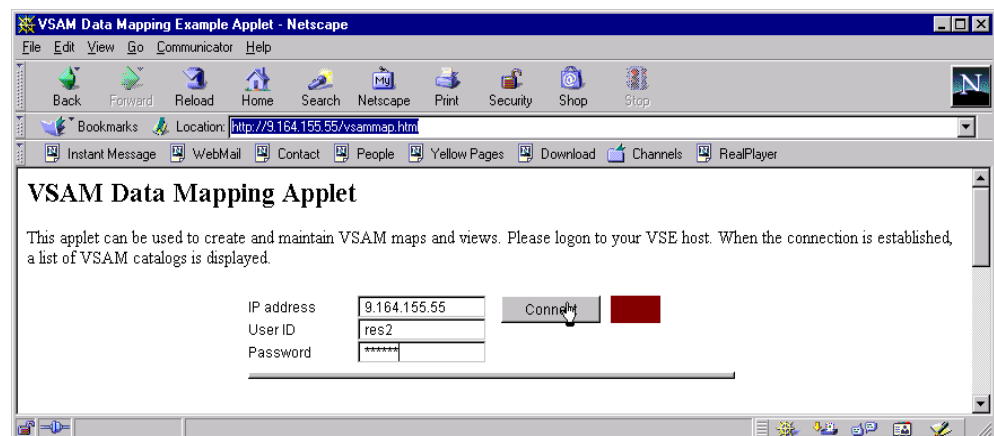 VSAM Data Mapping Example Applet - Netscape
File Edit View Go Communicator Help
My
N
Back Forward Reload Home Search Netscape Print Security Shop Stop
Bookmarks Location: http://9.164.155.55/vsammap.html
Instant Message WebMail Contact People Yellow Pages Download Channels RealPlayer
VSAM Data Mapping Applet
This applet can be used to create and maintain VSAM maps and views. Please logon to your VSE host. When the connection is established,
a list of VSAM catalogs is displayed.
IP address 9.164.155.55 Connect
User ID res2
Password ******